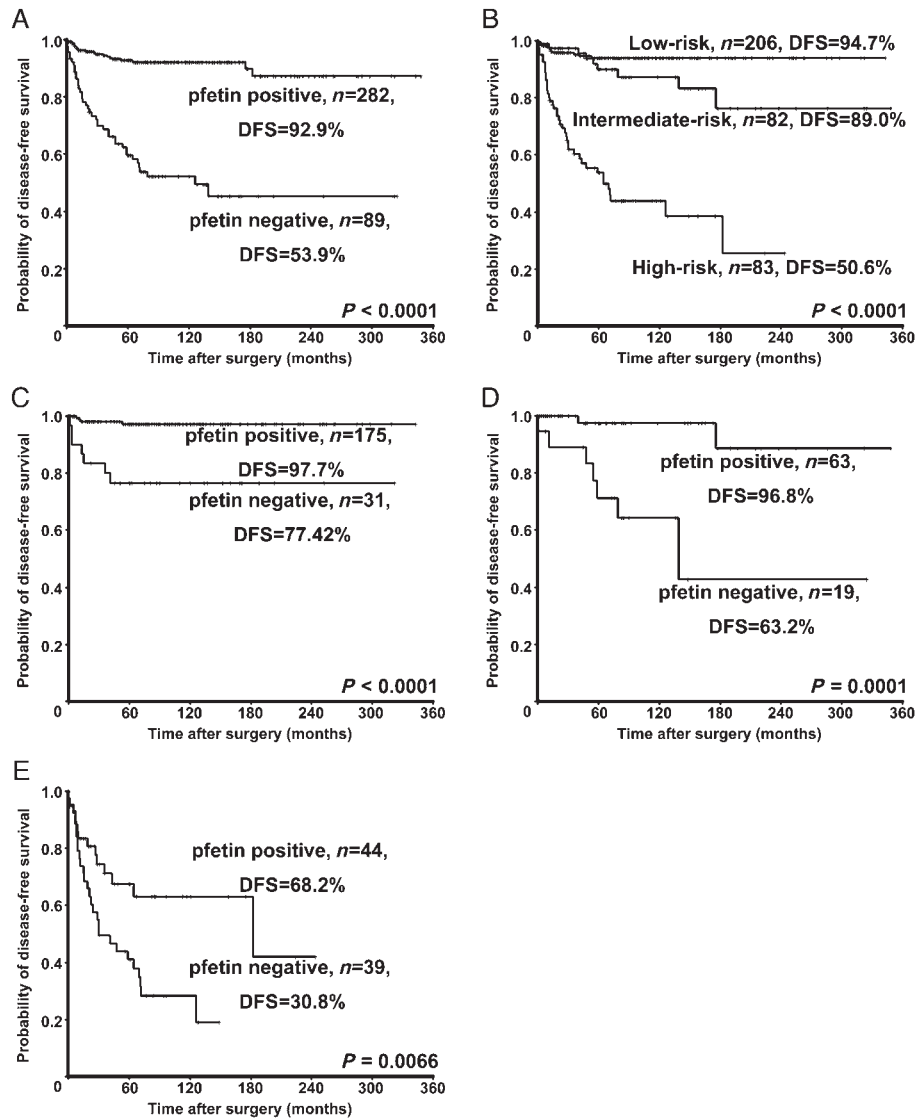 A
Probability of disease-free survival
1.0
0.8
0.6
0.4
0.2
0
pfetin positive, n=282,
DFS=92.9%
pfetin negative, n=89,
DFS=53.9%
P < 0.0001
60 120 180 240 300 360
Time after surgery (months)
B
Probability of disease-free survival
1.0
0.8
0.6
0.4
0.2
0
Low-risk, n=206, DFS=94.7%
Intermediate-risk, n=82, DFS=89.0%
High-risk, n=83, DFS=50.6%
P < 0.0001
60 120 180 240 300 360
Time after surgery (months)
C
Probability of disease-free survival
1.0
0.8
0.6
0.4
0.2
0
pfetin positive, n=175,
DFS=97.7%
pfetin negative, n=31,
DFS=77.42%
P < 0.0001
60 120 180 240 300 360
Time after surgery (months)
D
Probability of disease-free survival
1.0
0.8
0.6
0.4
0.2
0
pfetin positive, n=63,
DFS=96.8%
pfetin negative, n=19,
DFS=63.2%
P = 0.0001
60 120 180 240 300 360
Time after surgery (months)
E
Probability of disease-free survival
1.0
0.8
0.6
0.4
0.2
0
pfetin positive, n=44,
DFS=68.2%
pfetin negative, n=39,
DFS=30.8%
P = 0.0066
60 120 180 240 300 360
Time after surgery (months)